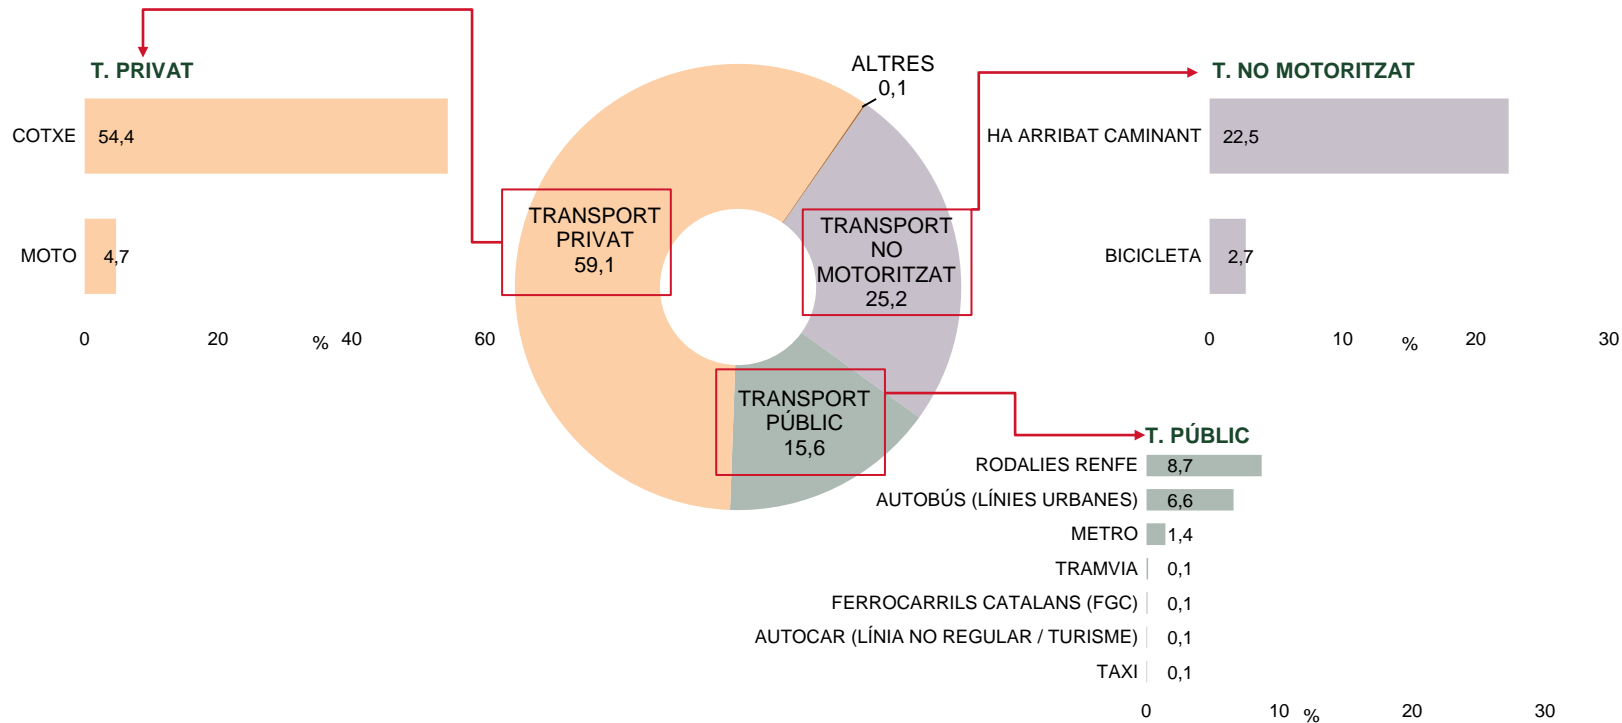 T. PRIVAT
COTXE
54,4
MOTO
4,7
0 20 % 40 60
ALTRES
0,1
TRANSPORT
PRIVAT
59,1
TRANSPORT
NO
MOTORITZAT
25,2
TRANSPORT
PÚBLIC
15,6
T. NO MOTORITZAT
HA ARRIBAT CAMINANT
22,5
BICICLETA
2,7
0 10 % 20 30
T. PÚBLIC
RODALIES RENFE 8,7
AUTOBÚS (LÍNIES URBANES) 6,6
METRO 1,4
TRAMVIA 0,1
FERROCARRILS CATALANS (FGC) 0,1
AUTOCAR (LÍNIA NO REGULAR / TURISME) 0,1
TAXI 0,1
0 10 % 20 30